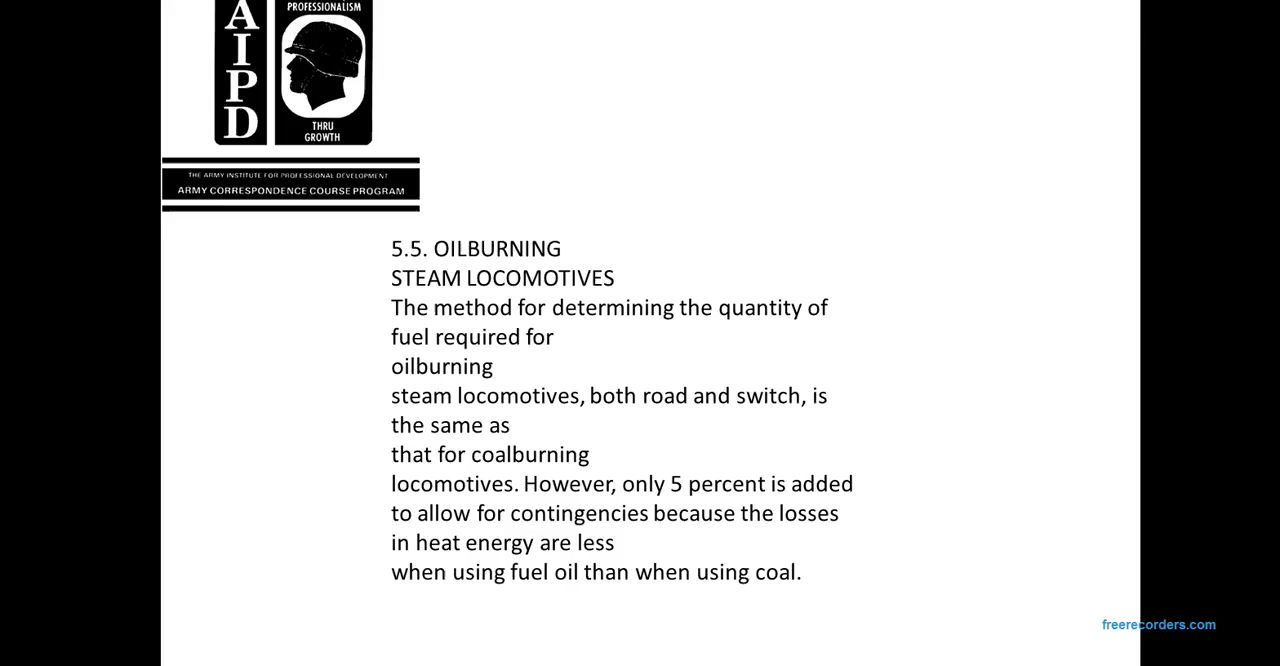 A
I
P
D
PROFESSIONALISM
THRU
GROWTH
THE ARMY INSTITUTE FOR PROFESSIONAL DEVELOPMENT
ARMY CORRESPONDENCE COURSE PROGRAM
5.5. OILBURNING
STEAM LOCOMOTIVES
The method for determining the quantity of
fuel required for
oilburning
steam locomotives, both road and switch, is
the same as
that for coalburning
locomotives. However, only 5 percent is added
to allow for contingencies because the losses
in heat energy are less
when using fuel oil than when using coal.
freerecorders.com